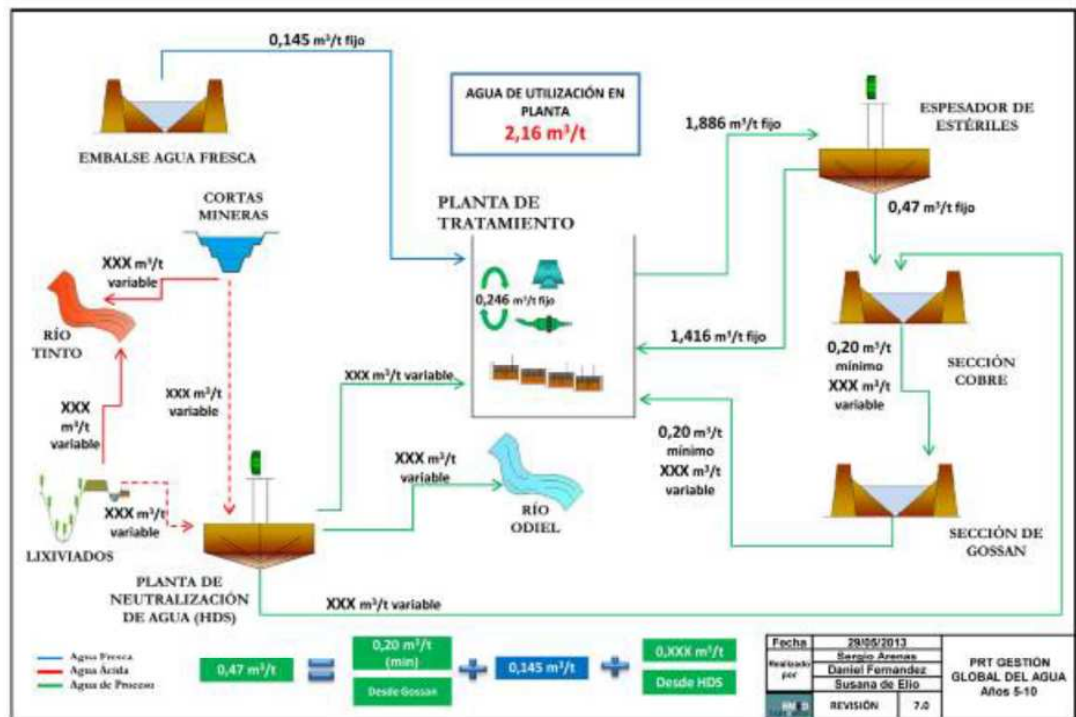 0,145 m³/t fijo
AGUA DE UTILIZACIÓN EN
PLANTA
2,16 m³/t
EMBALSE AGUA FRESCA
1,886 m³/t fijo
ESPESADOR DE
ESTÉRILES
CORTAS
MINERAS
PLANTA DE
TRATAMIENTO
0,47 m³/t fijo
XXX m³/t
variable
0,246 m³/t fijo
RÍO
TINTO
1,416 m³/t fijo
0,20 m³/t
mínimo
XXX m³/t
variable
SECCIÓN
COBRE
XXX m³/t
variable
XXX m³/t variable
XXX
m³/t
variable
0,20 m³/t
mínimo
XXX m³/t
variable
XXX m³/t
variable
XXX m³/t
variable
RÍO
ODIEL
LIXIVIADOS
SECCIÓN DE
GOSSAN
PLANTA DE
NEUTRALIZACIÓN
DE AGUA (HDS)
XXX m³/t variable
Agua Fresca
Agua Ácida
Agua de Proceso
0,47 m³/t
=
0,20 m³/t
(min)
Desde Gossan
+
0,145 m³/t
+
0,XXX m³/t
Desde HDS
Fecha 29/05/2013
Realizado por
Sergio Arenas
Daniel Fernandez
Susana de Elio
REVISIÓN 7.0
PRT GESTIÓN
GLOBAL DEL AGUA
Años 5-10